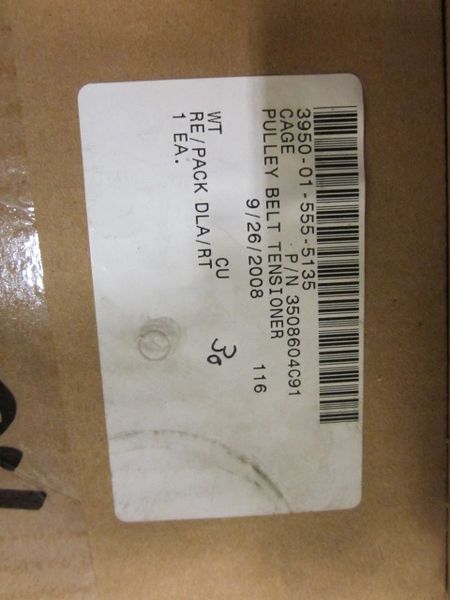 3950-01-555-5135
CAGE P/N 3508604C91
PULLEY BELT TENSIONER
9/26/2008 116
WT CU
RE/PACK DLA/RT
1 EA.
30